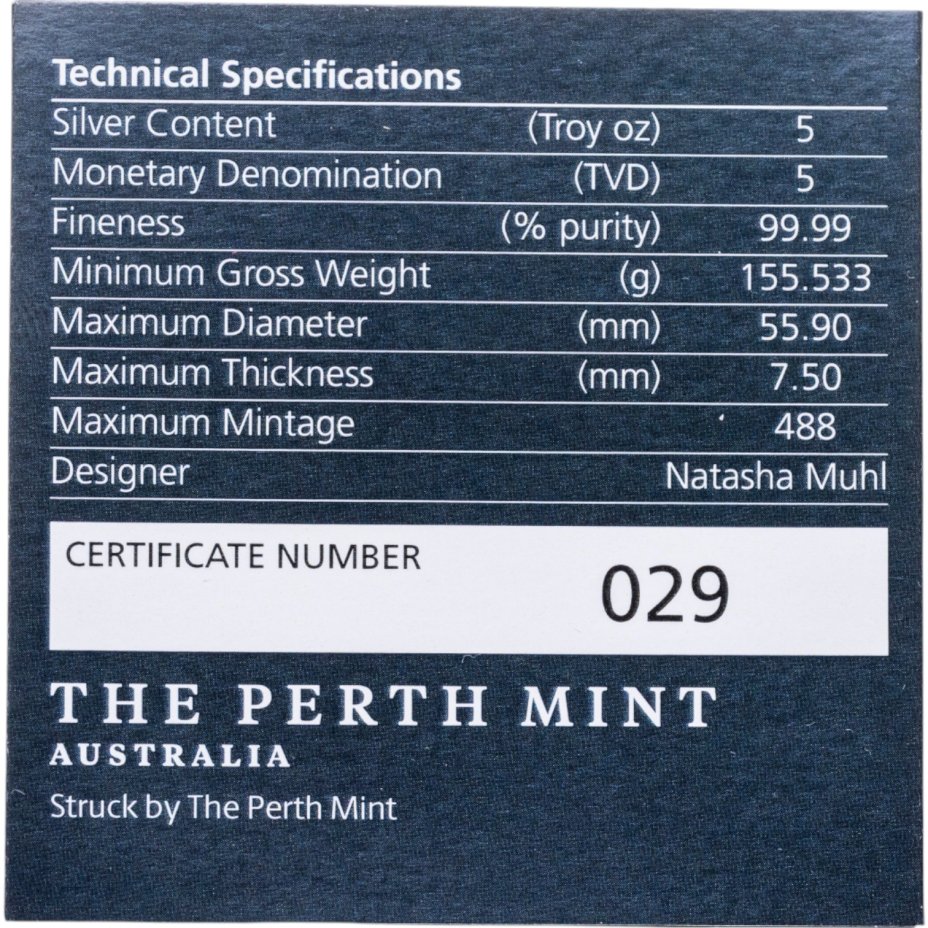 Technical Specifications
Silver Content (Troy oz) 5
Monetary Denomination (TVD) 5
Fineness (% purity) 99.99
Minimum Gross Weight (g) 155.533
Maximum Diameter (mm) 55.90
Maximum Thickness (mm) 7.50
Maximum Mintage 488
Designer Natasha Muhl
CERTIFICATE NUMBER 029
THE PERTH MINT
AUSTRALIA
Struck by The Perth Mint